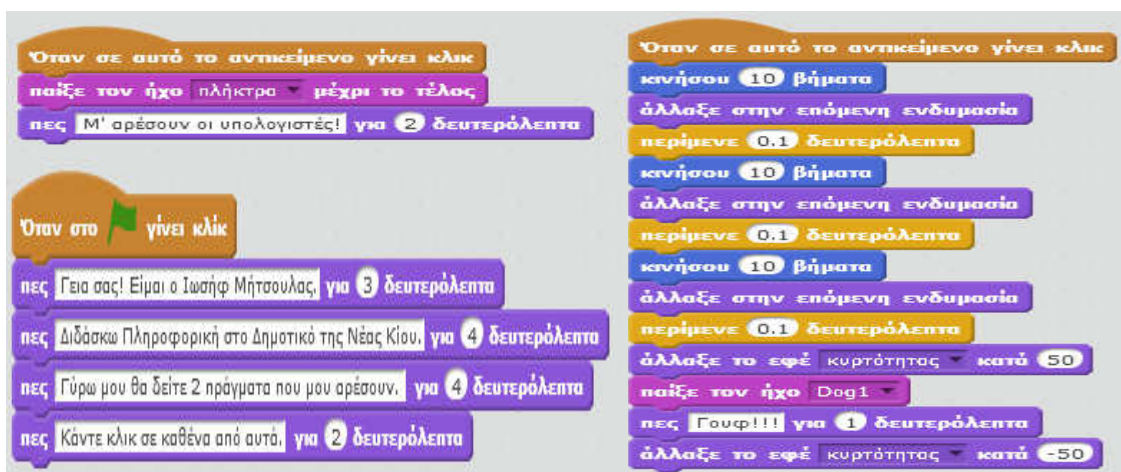 Όταν σε αυτό το αντικείμενο γίνει κλικ
παίξε τον ήχο πλήκτρα μέχρι το τέλος
πες Μ' αρέσουν οι υπολογιστές! για 2 δευτερόλεπτα
Όταν στο γίνει κλίκ
πες Γεια σας! Είμαι ο Ιωσήφ Μήτσουλας. για 3 δευτερόλεπτα
πες Διδάσκω Πληροφορική στο Δημοτικό της Νέας Κίου. για 4 δευτερόλεπτα
πες Γύρω μου θα δείτε 2 πράγματα που μου αρέσουν. για 4 δευτερόλεπτα
πες Κάντε κλικ σε καθένα από αυτά. για 2 δευτερόλεπτα
Όταν σε αυτό το αντικείμενο γίνει κλικ
κινήσου 10 βήματα
άλλαξε στην επόμενη ενδυμασία
περίμενε 0.1 δευτερόλεπτα
κινήσου 10 βήματα
άλλαξε στην επόμενη ενδυμασία
περίμενε 0.1 δευτερόλεπτα
κινήσου 10 βήματα
άλλαξε στην επόμενη ενδυμασία
περίμενε 0.1 δευτερόλεπτα
άλλαξε το εφέ κυρτότητας κατά 50
παίξε τον ήχο Dog1
πες Γουφ!!! για 1 δευτερόλεπτα
άλλαξε το εφέ κυρτότητας κατά -50